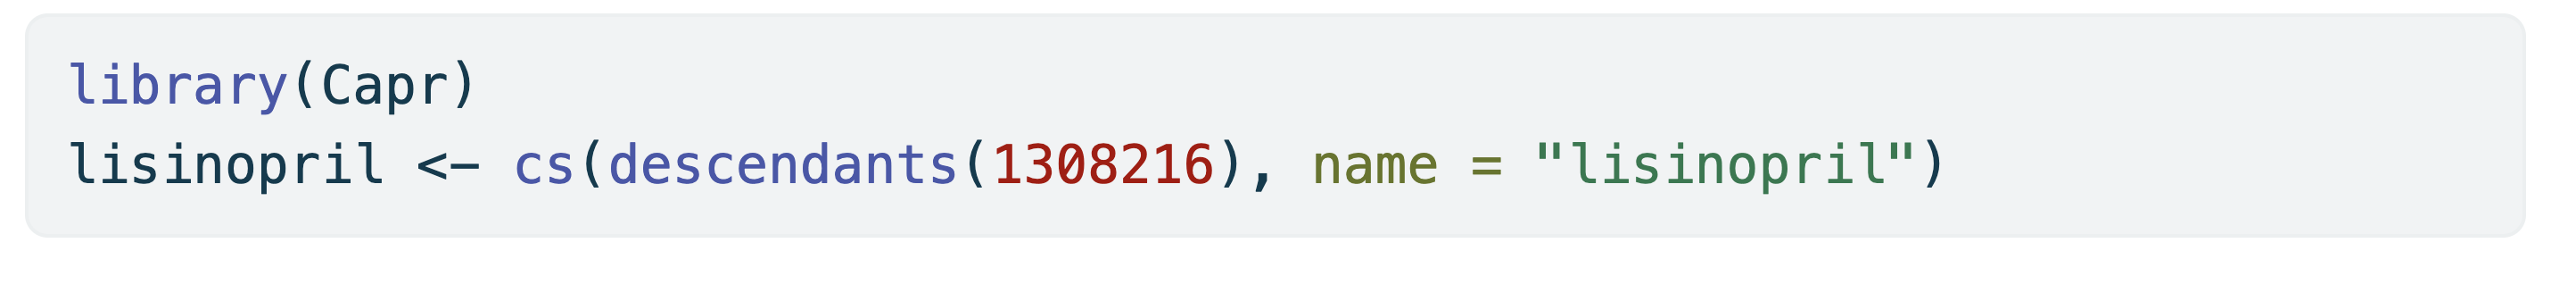 library(Capr)
lisinopril <- cs(descendants(1308216), name = "lisinopril")